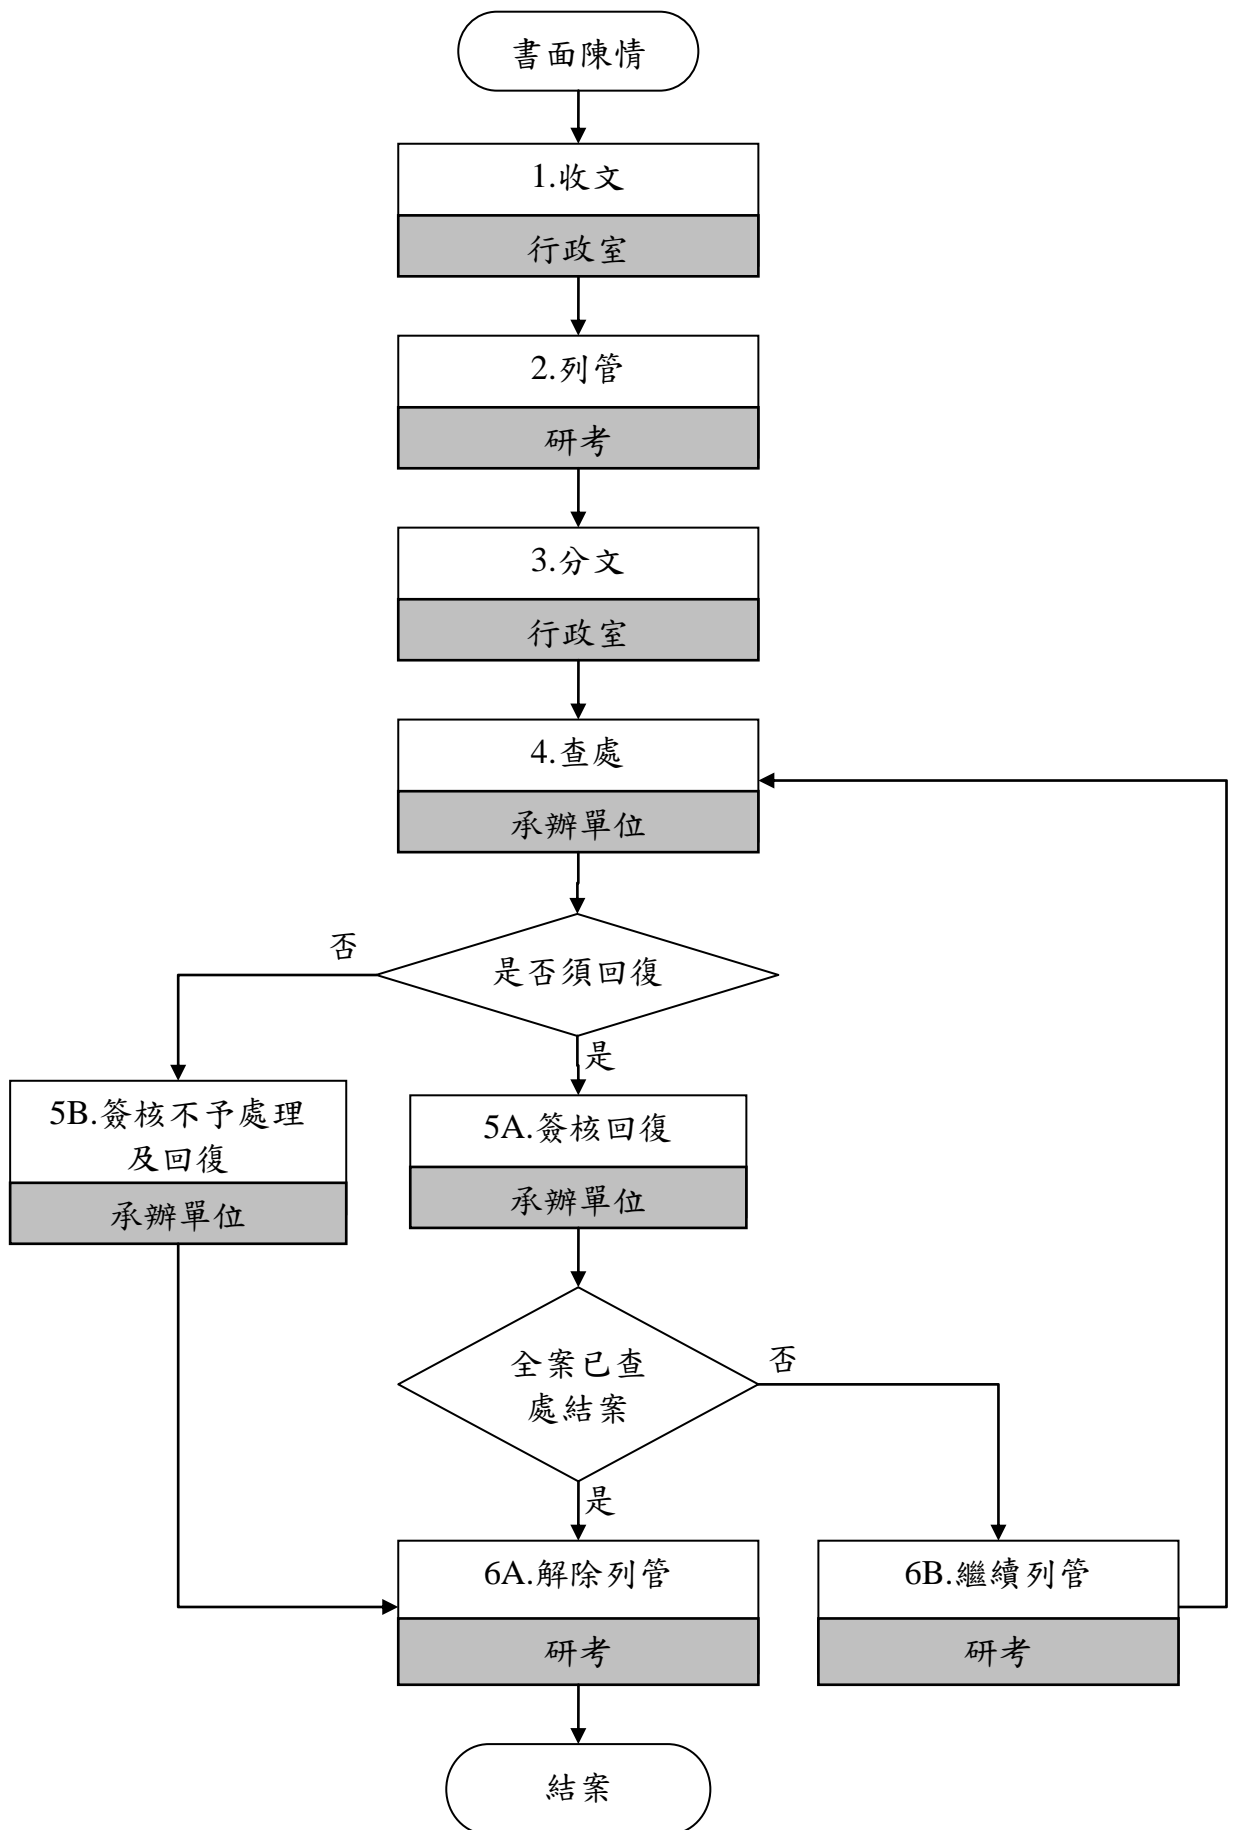 書面陳情
1.收文
行政室
2.列管
研考
3.分文
行政室
4.查處
承辦單位
否
是否須回復
是
5B.簽核不予處理
及回復
承辦單位
5A.簽核回復
承辦單位
全案已查
處結案
否
是
6A.解除列管
研考
6B.繼續列管
研考
結案